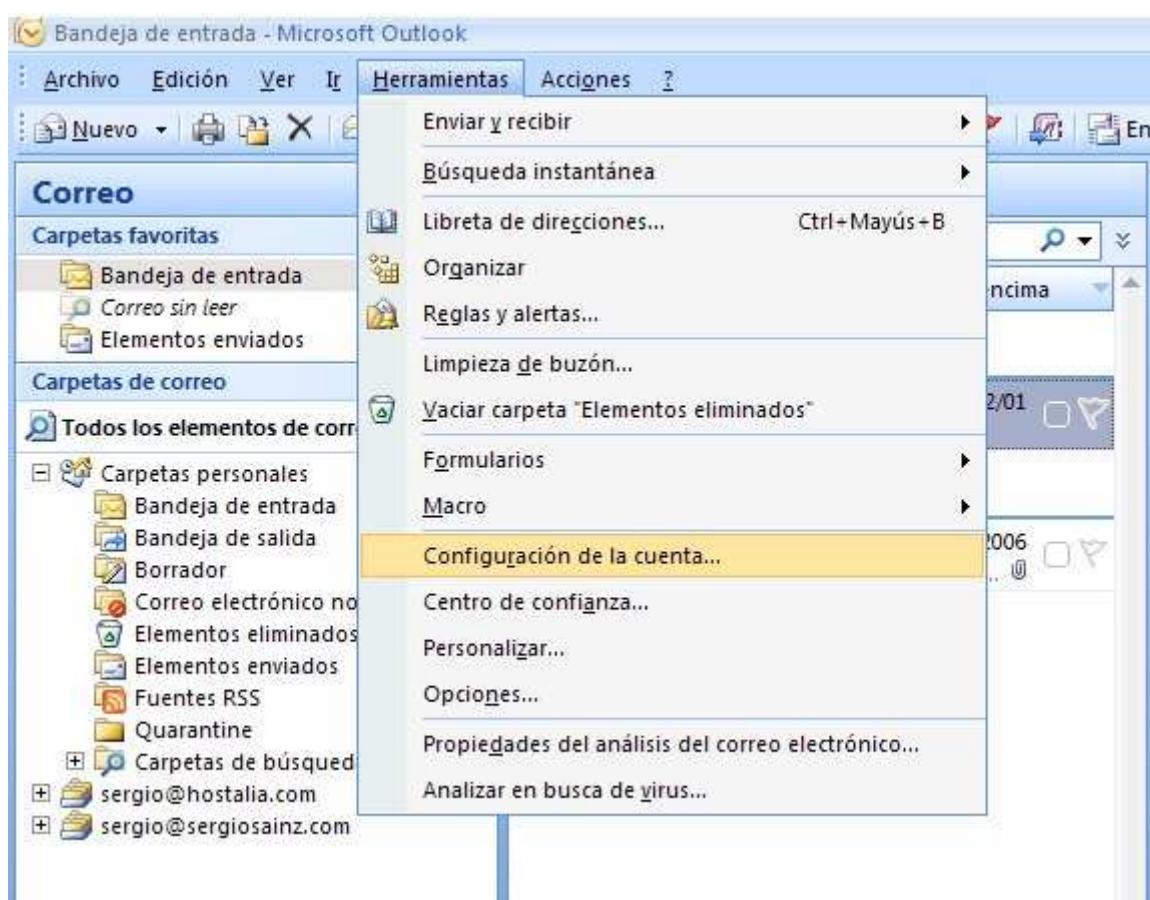 Bandeja de entrada - Microsoft Outlook
Archivo Edición Ver Ir Herramientas Acciones ?
Nuevo
Correo
Carpetas favoritas
Bandeja de entrada
Correo sin leer
Elementos enviados
Carpetas de correo
Todos los elementos de corr
Carpetas personales
Bandeja de entrada
Bandeja de salida
Borrador
Correo electrónico no
Elementos eliminados
Elementos enviados
Fuentes RSS
Quarantine
Carpetas de búsqued
sergio@hostalia.com
sergio@sergiosainz.com
Enviar y recibir
Búsqueda instantánea
Libreta de direcciones... Ctrl+Mayús+B
Organizar
Reglas y alertas...
Limpieza de buzón...
Vaciar carpeta "Elementos eliminados"
Formularios
Macro
Configuración de la cuenta...
Centro de confianza...
Personalizar...
Opciones...
Propiedades del análisis del correo electrónico...
Analizar en busca de virus...
En
ncima
2/01
2006